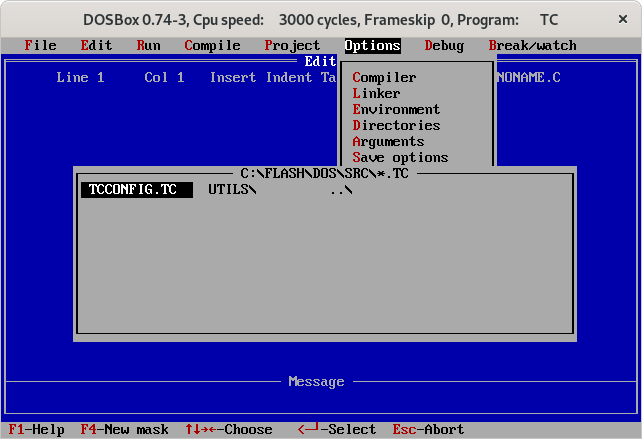 DOSBox 0.74-3, Cpu speed: 3000 cycles, Frameskip 0, Program: TC
File Edit Run Compile Project Options Debug Break/watch
Edit
Line 1 Col 1 Insert Indent Ta NONAME.C
Compiler
Linker
Environment
Directories
Arguments
Save options
C:\FLASH\DOS\SRC\*.TC
TCCONFIG.TC UTILS\ ..\
Message
F1-Help F4-New mask ↑↓→←-Choose <─┘-Select Esc-Abort